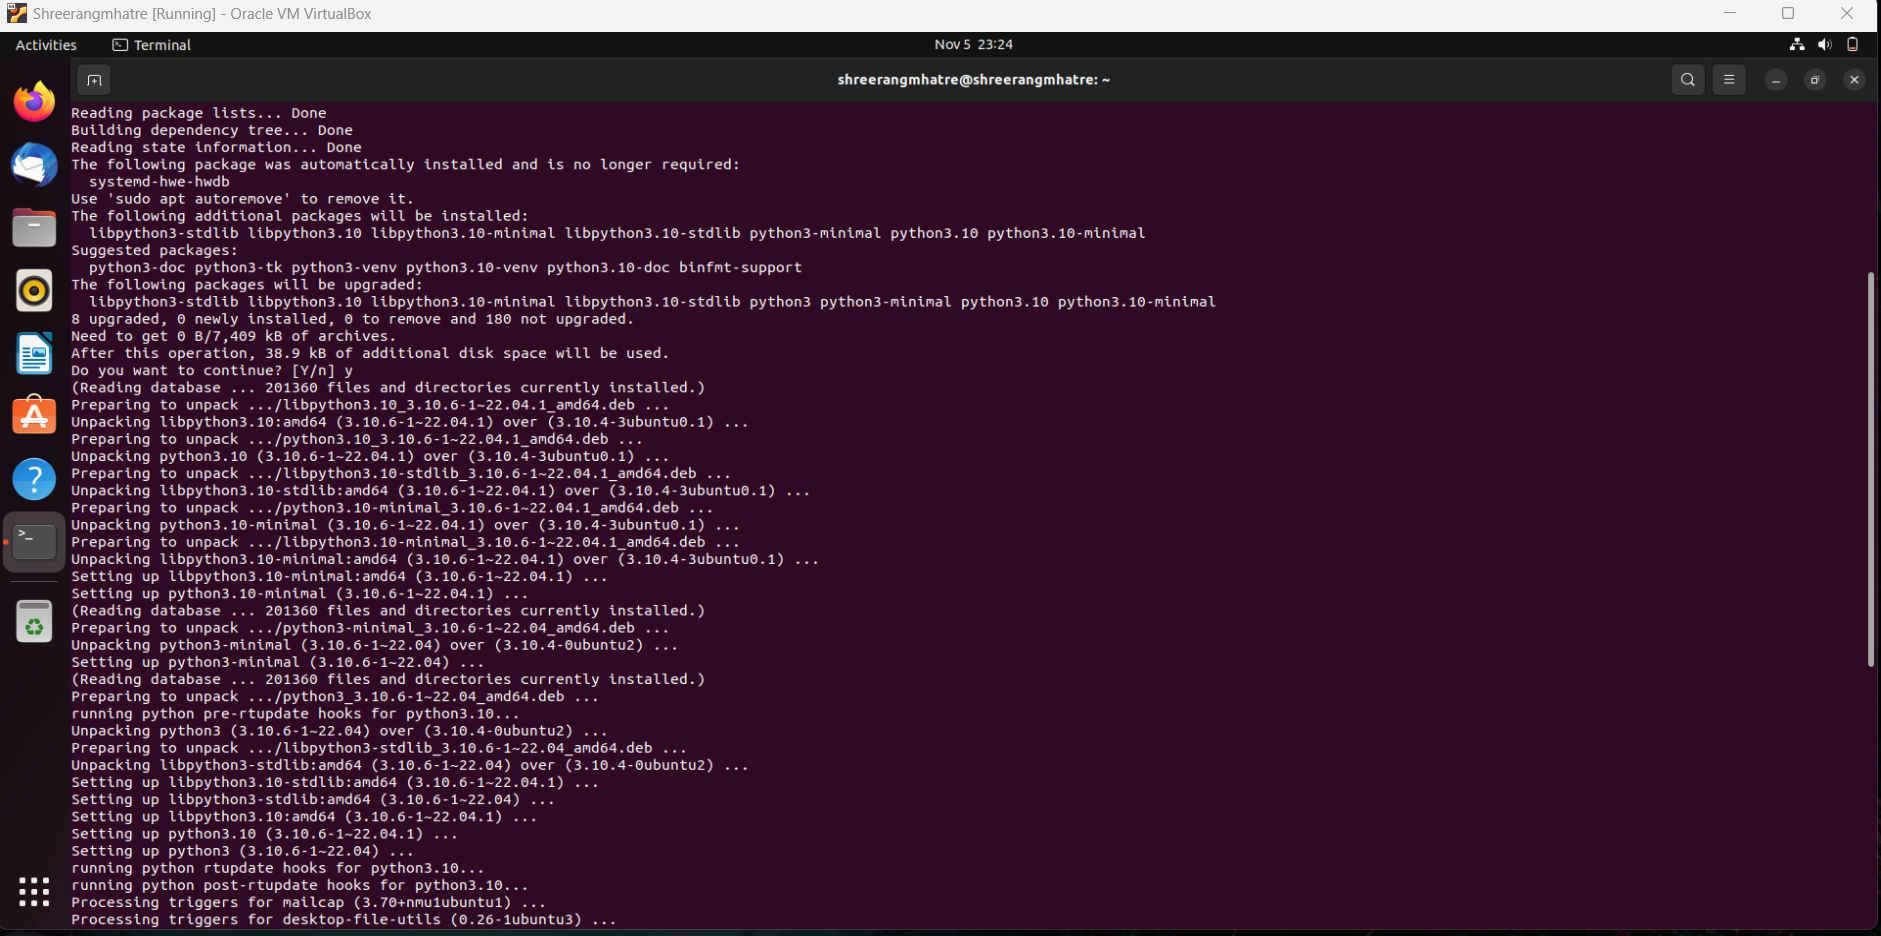 Shreerangmhatre [Running] - Oracle VM VirtualBox
Activities
Terminal
Nov 5 23:24
shreerangmhatre@shreerangmhatre: ~
Reading package lists... Done
Building dependency tree... Done
Reading state information... Done
The following package was automatically installed and is no longer required:
  systemd-hwe-hwdb
Use 'sudo apt autoremove' to remove it.
The following additional packages will be installed:
  libpython3-stdlib libpython3.10 libpython3.10-minimal libpython3.10-stdlib python3-minimal python3.10 python3.10-minimal
Suggested packages:
  python3-doc python3-tk python3-venv python3.10-venv python3.10-doc binfmt-support
The following packages will be upgraded:
  libpython3-stdlib libpython3.10 libpython3.10-minimal libpython3.10-stdlib python3 python3-minimal python3.10 python3.10-minimal
8 upgraded, 0 newly installed, 0 to remove and 180 not upgraded.
Need to get 0 B/7,409 kB of archives.
After this operation, 38.9 kB of additional disk space will be used.
Do you want to continue? [Y/n] y
(Reading database ... 201360 files and directories currently installed.)
Preparing to unpack .../libpython3.10_3.10.6-1~22.04.1_amd64.deb ...
Unpacking libpython3.10:amd64 (3.10.6-1~22.04.1) over (3.10.4-3ubuntu0.1) ...
Preparing to unpack .../python3.10_3.10.6-1~22.04.1_amd64.deb ...
Unpacking python3.10 (3.10.6-1~22.04.1) over (3.10.4-3ubuntu0.1) ...
Preparing to unpack .../libpython3.10-stdlib_3.10.6-1~22.04.1_amd64.deb ...
Unpacking libpython3.10-stdlib:amd64 (3.10.6-1~22.04.1) over (3.10.4-3ubuntu0.1) ...
Preparing to unpack .../python3.10-minimal_3.10.6-1~22.04.1_amd64.deb ...
Unpacking python3.10-minimal (3.10.6-1~22.04.1) over (3.10.4-3ubuntu0.1) ...
Preparing to unpack .../libpython3.10-minimal_3.10.6-1~22.04.1_amd64.deb ...
Unpacking libpython3.10-minimal:amd64 (3.10.6-1~22.04.1) over (3.10.4-3ubuntu0.1) ...
Setting up libpython3.10-minimal:amd64 (3.10.6-1~22.04.1) ...
Setting up python3.10-minimal (3.10.6-1~22.04.1) ...
(Reading database ... 201360 files and directories currently installed.)
Preparing to unpack .../python3-minimal_3.10.6-1~22.04_amd64.deb ...
Unpacking python3-minimal (3.10.6-1~22.04) over (3.10.4-0ubuntu2) ...
Setting up python3-minimal (3.10.6-1~22.04) ...
(Reading database ... 201360 files and directories currently installed.)
Preparing to unpack .../python3_3.10.6-1~22.04_amd64.deb ...
running python pre-rtupdate hooks for python3.10...
Unpacking python3 (3.10.6-1~22.04) over (3.10.4-0ubuntu2) ...
Preparing to unpack .../libpython3-stdlib_3.10.6-1~22.04_amd64.deb ...
Unpacking libpython3-stdlib:amd64 (3.10.6-1~22.04) over (3.10.4-0ubuntu2) ...
Setting up libpython3.10-stdlib:amd64 (3.10.6-1~22.04.1) ...
Setting up libpython3-stdlib:amd64 (3.10.6-1~22.04) ...
Setting up libpython3.10:amd64 (3.10.6-1~22.04.1) ...
Setting up python3.10 (3.10.6-1~22.04.1) ...
Setting up python3 (3.10.6-1~22.04) ...
running python rtupdate hooks for python3.10...
running python post-rtupdate hooks for python3.10...
Processing triggers for mailcap (3.70+nmu1ubuntu1) ...
Processing triggers for desktop-file-utils (0.26-1ubuntu3) ...